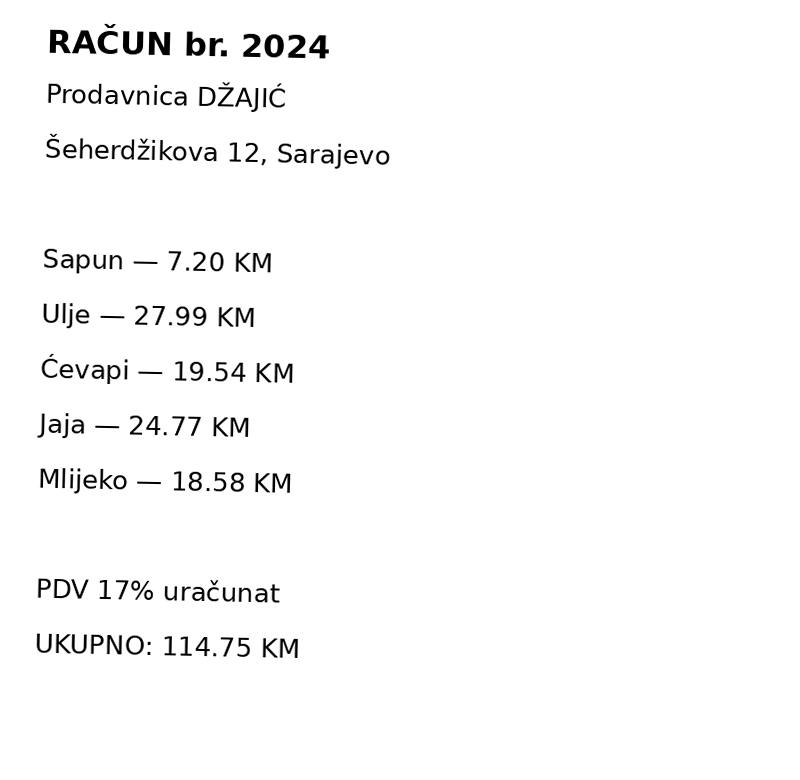 RAČUN br. 2024
Prodavnica DŽAJIĆ
Šeherdžikova 12, Sarajevo
Sapun — 7.20 KM
Ulje — 27.99 KM
Ćevapi — 19.54 KM
Jaja — 24.77 KM
Mlijeko — 18.58 KM
PDV 17% uračunat
UKUPNO: 114.75 KM